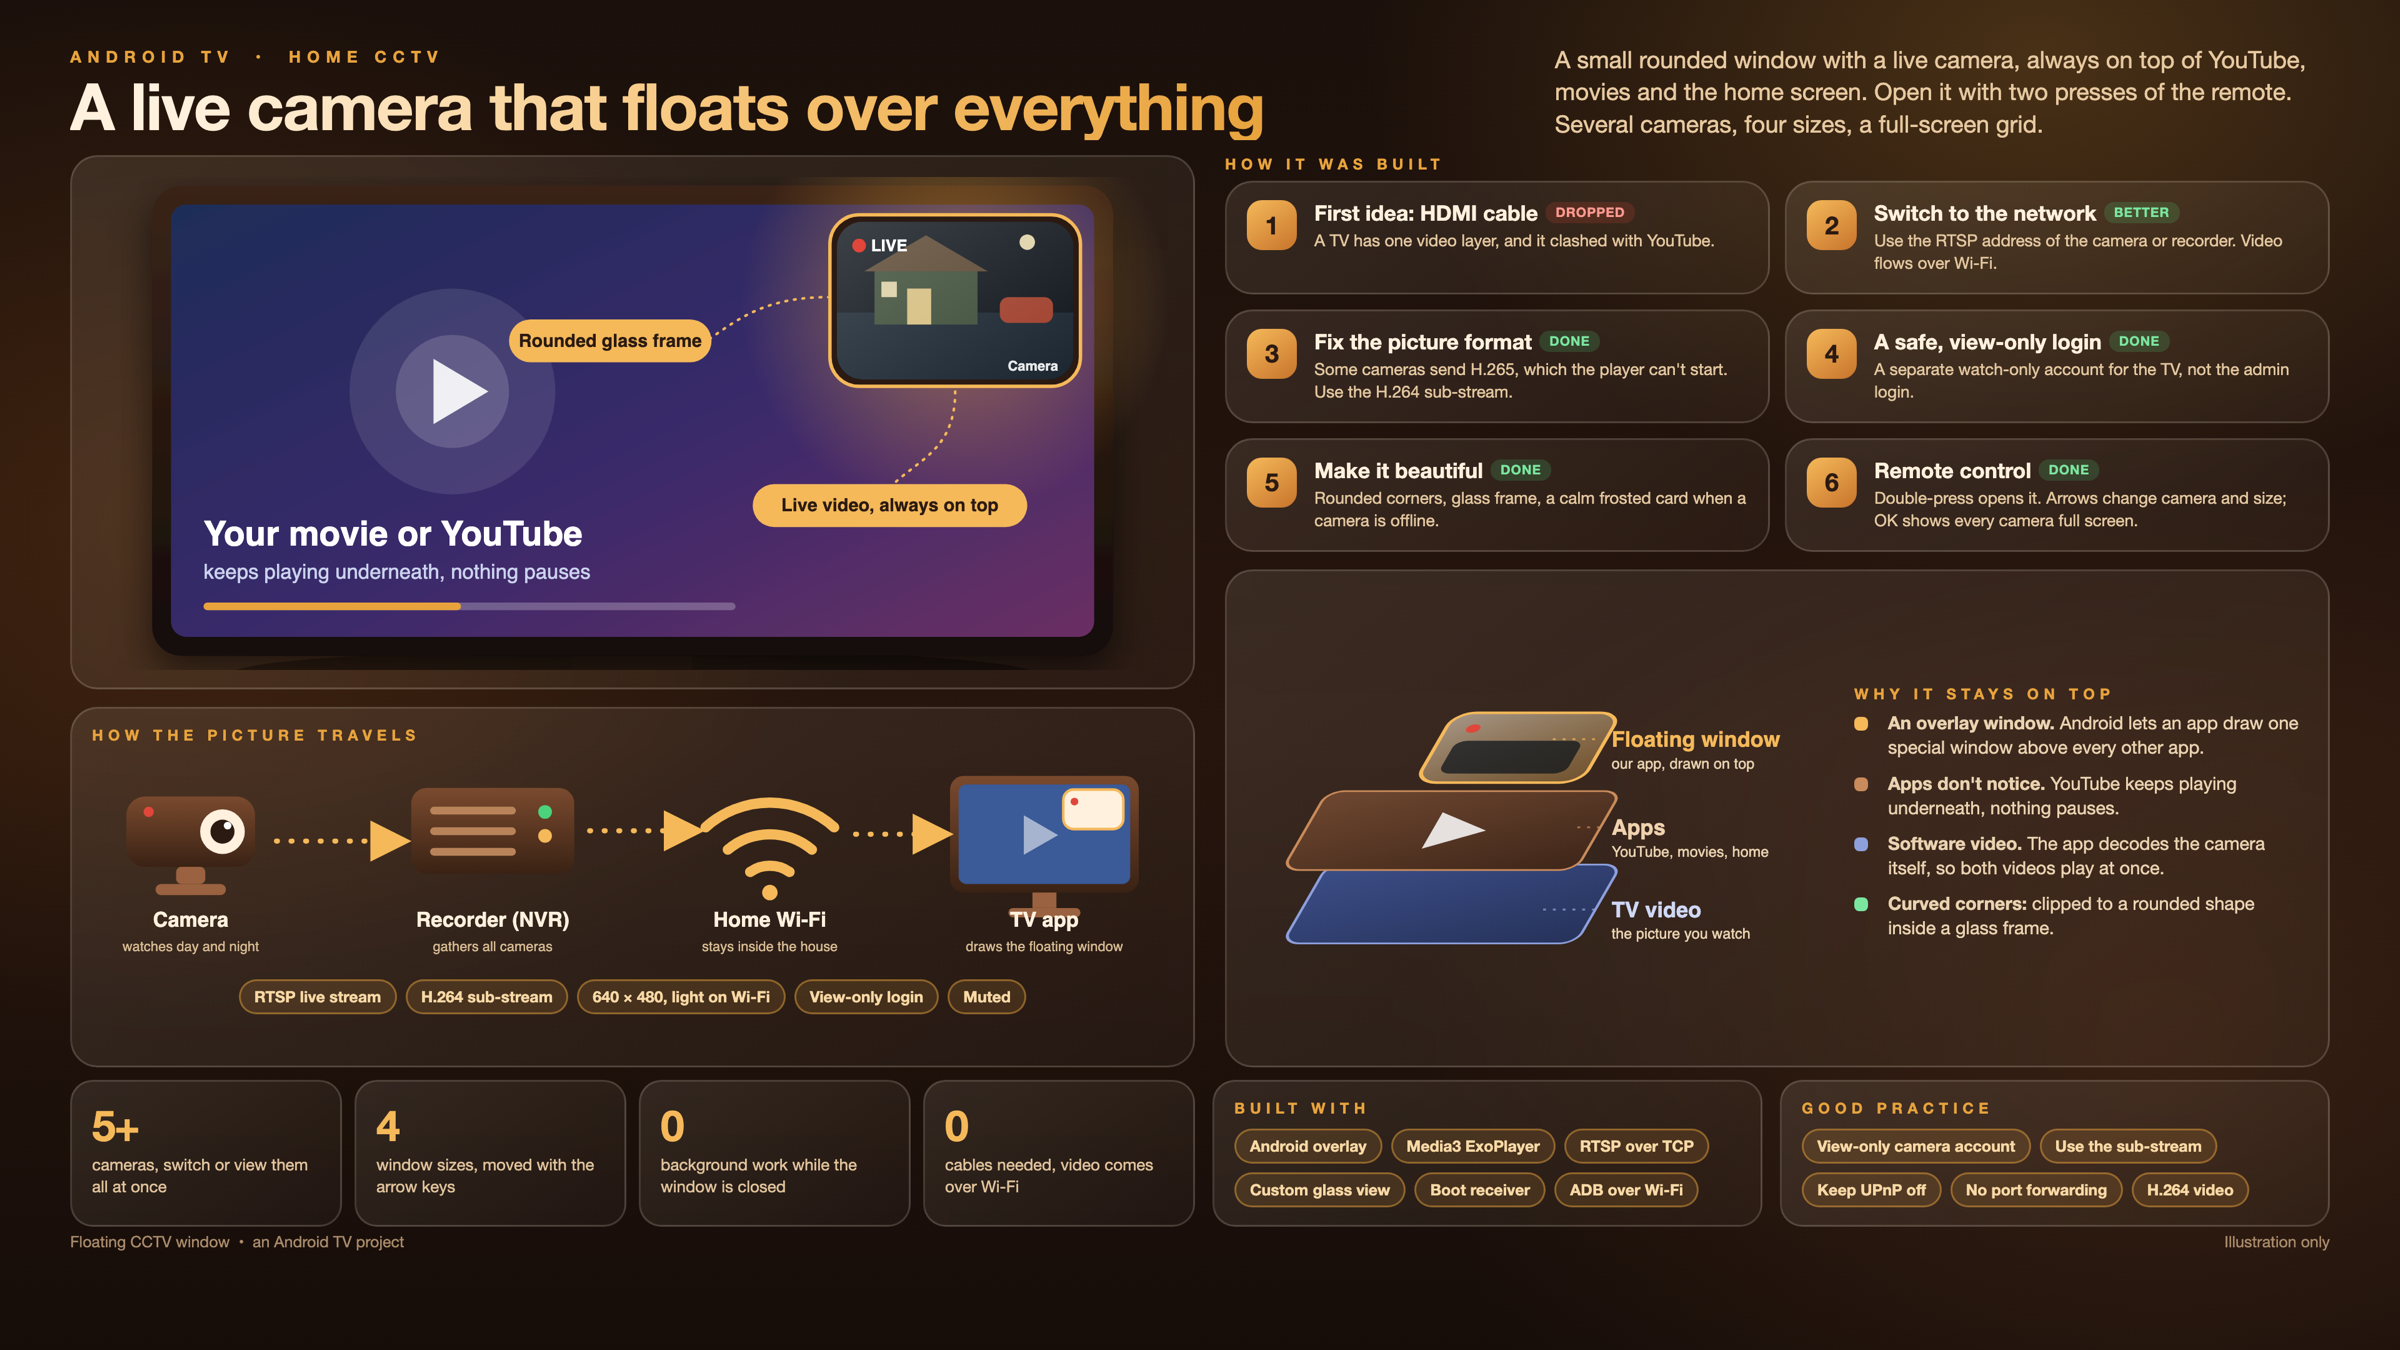 ANDROID TV • HOME CCTV
A live camera that floats over everything
A small rounded window with a live camera, always on top of YouTube,
movies and the home screen. Open it with two presses of the remote.
Several cameras, four sizes, a full-screen grid.
LIVE
Camera
Rounded glass frame
Live video, always on top
Your movie or YouTube
keeps playing underneath, nothing pauses
HOW THE PICTURE TRAVELS
Camera
watches day and night
Recorder (NVR)
gathers all cameras
Home Wi-Fi
stays inside the house
TV app
draws the floating window
RTSP live stream
H.264 sub-stream
640 × 480, light on Wi-Fi
View-only login
Muted
HOW IT WAS BUILT
1
First idea: HDMI cable DROPPED
A TV has one video layer, and it clashed with YouTube.
2
Switch to the network BETTER
Use the RTSP address of the camera or recorder. Video
flows over Wi-Fi.
3
Fix the picture format DONE
Some cameras send H.265, which the player can't start.
Use the H.264 sub-stream.
4
A safe, view-only login DONE
A separate watch-only account for the TV, not the admin
login.
5
Make it beautiful DONE
Rounded corners, glass frame, a calm frosted card when a
camera is offline.
6
Remote control DONE
Double-press opens it. Arrows change camera and size;
OK shows every camera full screen.
Floating window
our app, drawn on top
Apps
YouTube, movies, home
TV video
the picture you watch
WHY IT STAYS ON TOP
An overlay window. Android lets an app draw one
special window above every other app.
Apps don't notice. YouTube keeps playing
underneath, nothing pauses.
Software video. The app decodes the camera
itself, so both videos play at once.
Curved corners: clipped to a rounded shape
inside a glass frame.
5+
cameras, switch or view them
all at once
4
window sizes, moved with the
arrow keys
0
background work while the
window is closed
0
cables needed, video comes
over Wi-Fi
BUILT WITH
Android overlay
Media3 ExoPlayer
RTSP over TCP
Custom glass view
Boot receiver
ADB over Wi-Fi
GOOD PRACTICE
View-only camera account
Use the sub-stream
Keep UPnP off
No port forwarding
H.264 video
Floating CCTV window • an Android TV project
Illustration only